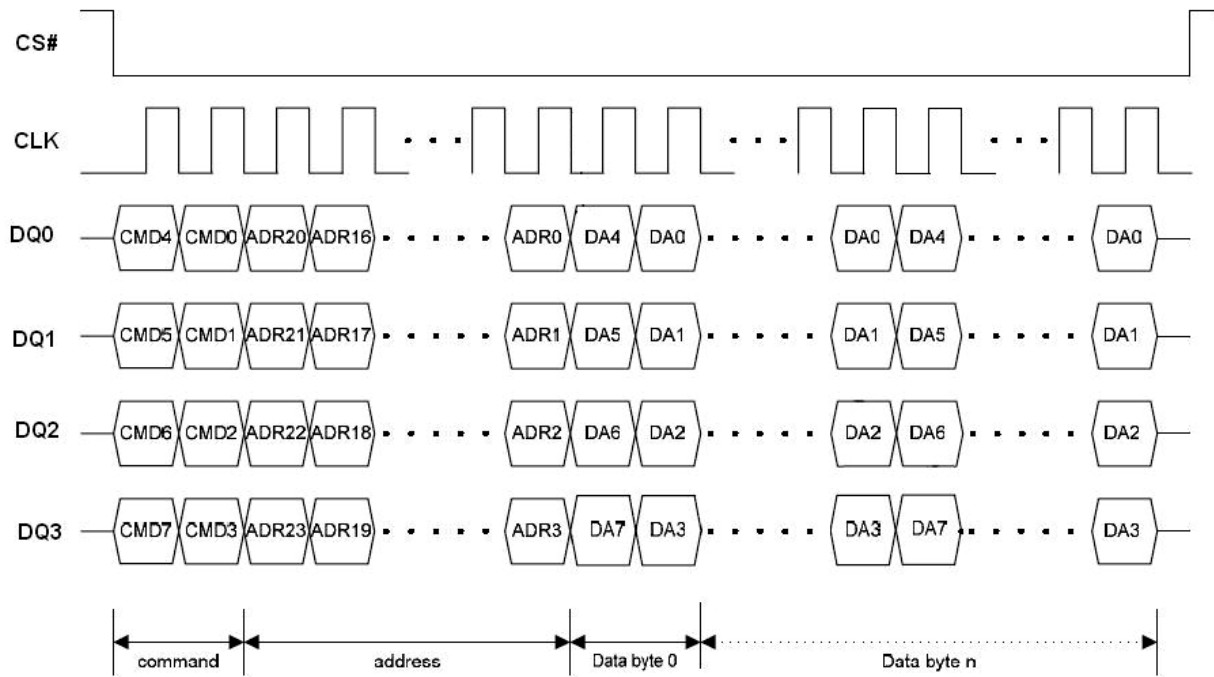 CS#
CLK
DQ0 CMD4 CMD0 ADR20 ADR16 ADR0 DA4 DA0 DA0 DA4 DA0
DQ1 CMD5 CMD1 ADR21 ADR17 ADR1 DA5 DA1 DA1 DA5 DA1
DQ2 CMD6 CMD2 ADR22 ADR18 ADR2 DA6 DA2 DA2 DA6 DA2
DQ3 CMD7 CMD3 ADR23 ADR19 ADR3 DA7 DA3 DA3 DA7 DA3
command address Data byte 0 Data byte n